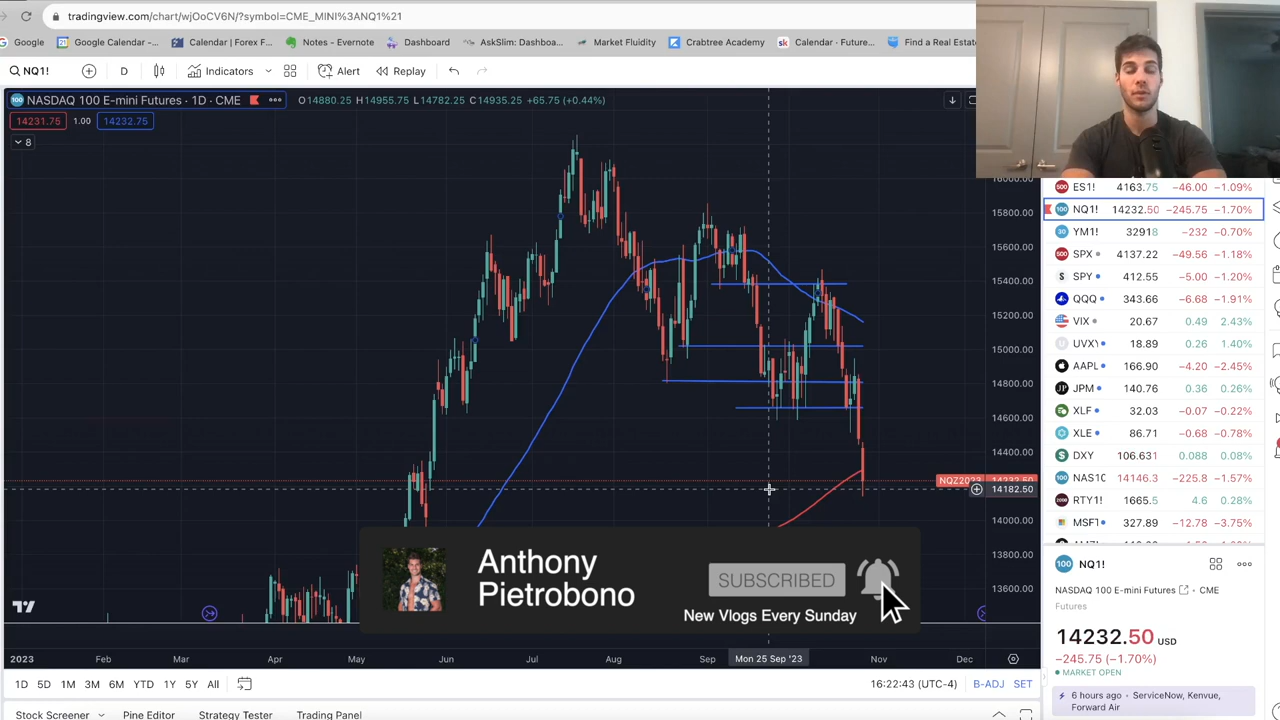 tradingview.com/chart/wjOoCV6N/?symbol=CME_MINI%3ANQ1%21
Google
Google Calendar -...
Calendar | Forex F...
Notes - Evernote
Dashboard
AskSlim: Dashboa...
Market Fluidity
Crabtree Academy
Calendar · Future...
Find a Real Estate
NQ1!
D
Indicators
Alert
Replay
NASDAQ 100 E-mini Futures · 1D · CME
O14880.25 H14955.75 L14782.25 C14935.25 +65.75 (+0.44%)
14231.75 1.00 14232.75
8
16000.00
15800.00
15600.00
15400.00
15200.00
15000.00
14800.00
14600.00
14400.00
NQZ2023
14182.50
14000.00
13800.00
13600.00
2023 Feb Mar Apr May Jun Jul Aug Sep Mon 25 Sep '23 Nov Dec
1D 5D 1M 3M 6M YTD 1Y 5Y All
16:22:43 (UTC-4) B-ADJ SET
Stock Screener Pine Editor Strategy Tester Trading Panel
Anthony
Pietrobono
SUBSCRIBED
New Vlogs Every Sunday
ES1! 4163.75 −46.00 −1.09%
NQ1! 14232.50 −245.75 −1.70%
YM1! 32918 −232 −0.70%
SPX 4137.22 −49.56 −1.18%
SPY 412.55 −5.00 −1.20%
QQQ 343.66 −6.68 −1.91%
VIX 20.67 0.49 2.43%
UVXY 18.89 0.26 1.40%
AAPL 166.90 −4.20 −2.45%
JPM 140.76 0.36 0.26%
XLF 32.03 −0.07 −0.22%
XLE 86.71 −0.68 −0.78%
DXY 106.631 0.088 0.08%
NAS10 14146.3 −225.8 −1.57%
RTY1! 1665.5 4.6 0.28%
MSFT 327.89 −12.78 −3.75%
NQ1!
NASDAQ 100 E-mini Futures · CME
Futures
14232.50 USD
−245.75 (−1.70%)
MARKET OPEN
6 hours ago · ServiceNow, Kenvue,
Forward Air